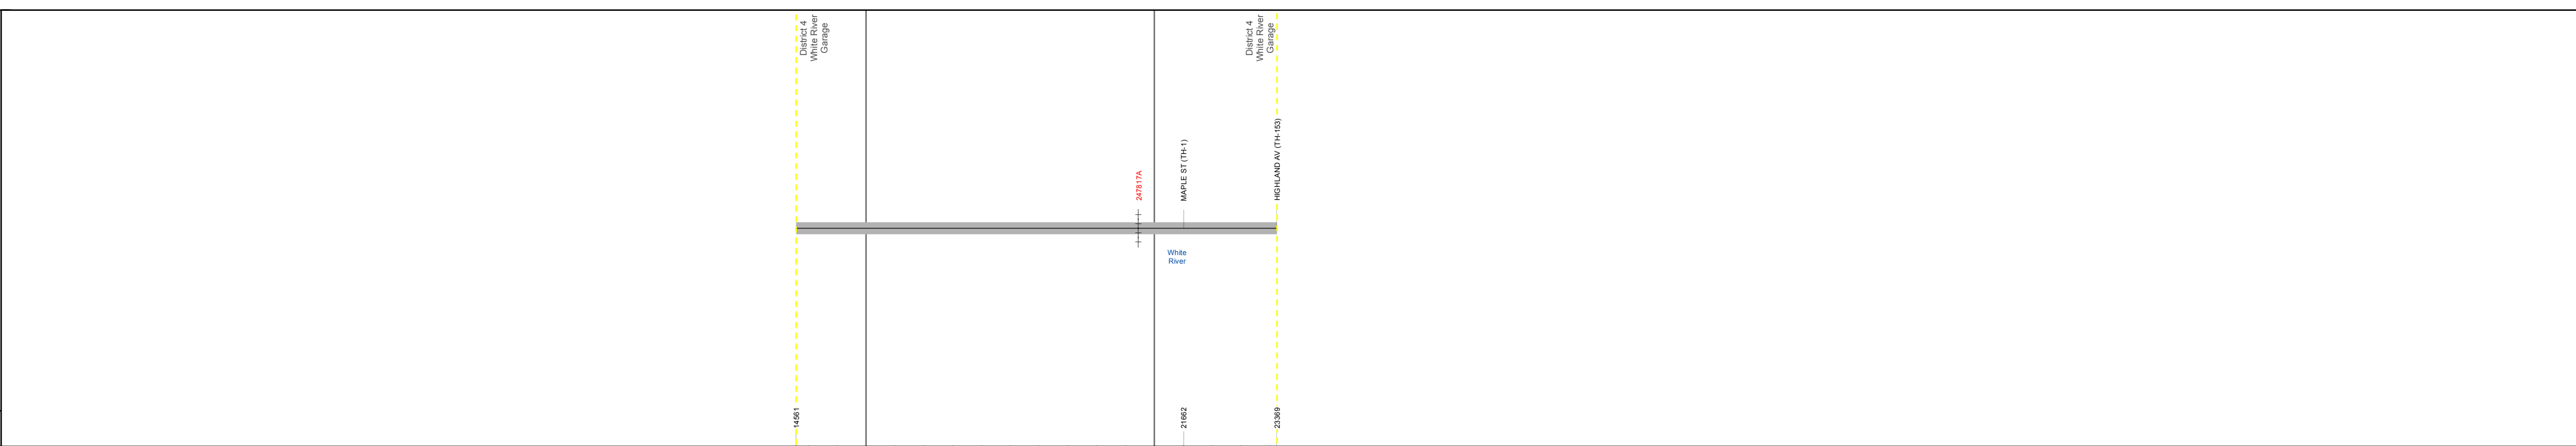 District 4
White River
Garage
District 4
White River
Garage
247817A
MAPLE ST (TH-1)
HIGHLAND AV (TH-153)
White
River
14561
21662
23369